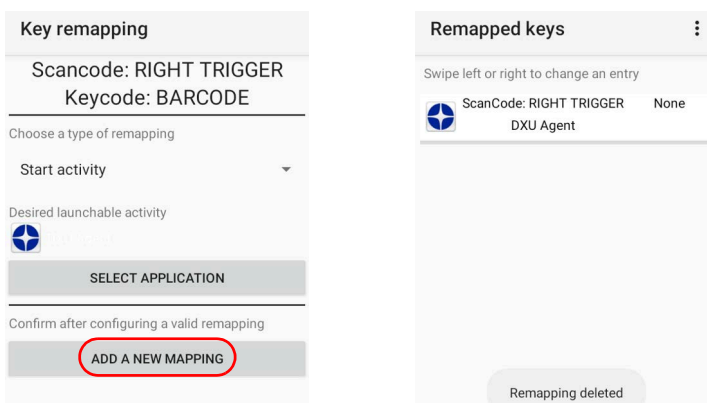 Key remapping
Scancode: RIGHT TRIGGER
Keycode: BARCODE
Choose a type of remapping
Start activity
Desired launchable activity
SELECT APPLICATION
Confirm after configuring a valid remapping
ADD A NEW MAPPING
Remapped keys
Swipe left or right to change an entry
ScanCode: RIGHT TRIGGER None
DXU Agent
Remapping deleted